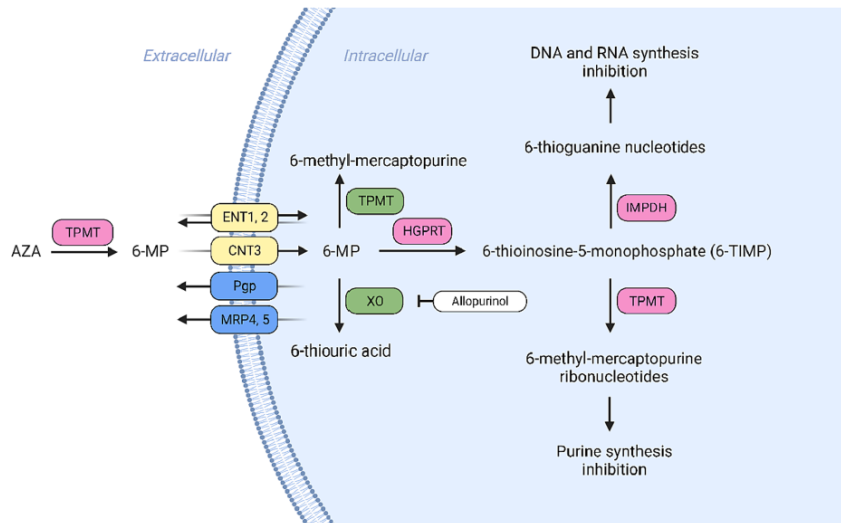 Extracellular
Intracellular
DNA and RNA synthesis
inhibition
6-thioguanine nucleotides
6-methyl-mercaptopurine
TPMT
IMPDH
ENT1, 2
TPMT
HGPRT
AZA
6-MP
CNT3
6-MP
6-thioinosine-5-monophosphate (6-TIMP)
Pgp
XO
Allopurinol
TPMT
MRP4, 5
6-thiouric acid
6-methyl-mercaptopurine
ribonucleotides
Purine synthesis
inhibition